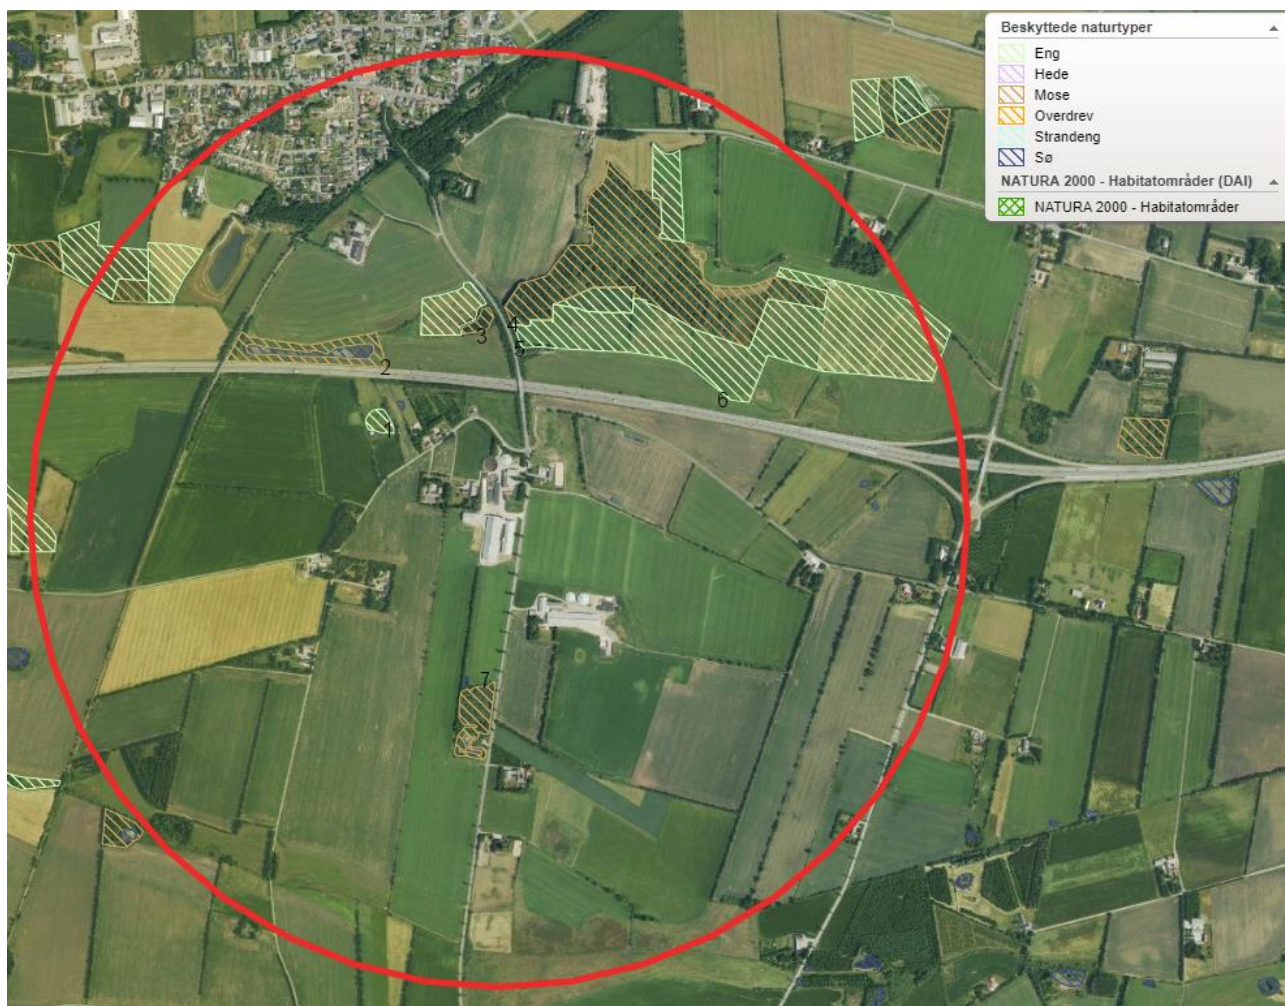 Beskyttede naturtyper
Eng
Hede
Mose
Overdrev
Strandeng
Sø
NATURA 2000 - Habitatområder (DAI)
NATURA 2000 - Habitatområder
3
4
5
2
6
1
7